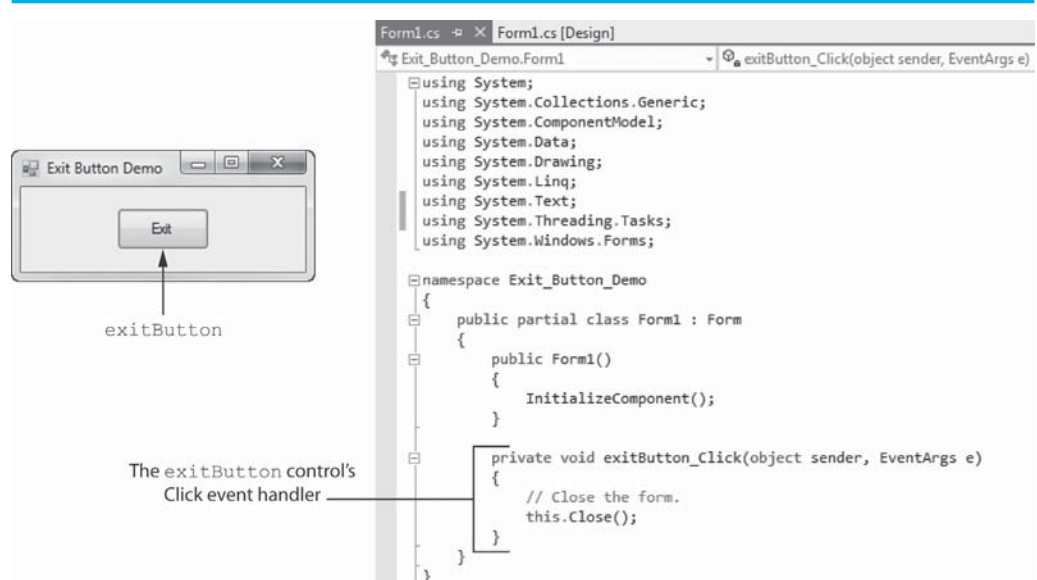 Exit Button Demo
Exit
exitButton
The exitButton control's
Click event handler
Form1.cs Form1.cs [Design]
Exit_Button_Demo.Form1 exitButton_Click(object sender, EventArgs e)
using System;
using System.Collections.Generic;
using System.ComponentModel;
using System.Data;
using System.Drawing;
using System.Linq;
using System.Text;
using System.Threading.Tasks;
using System.Windows.Forms;
namespace Exit_Button_Demo
{
public partial class Form1 : Form
{
public Form1()
{
InitializeComponent();
}
private void exitButton_Click(object sender, EventArgs e)
{
// Close the form.
this.Close();
}
}
}